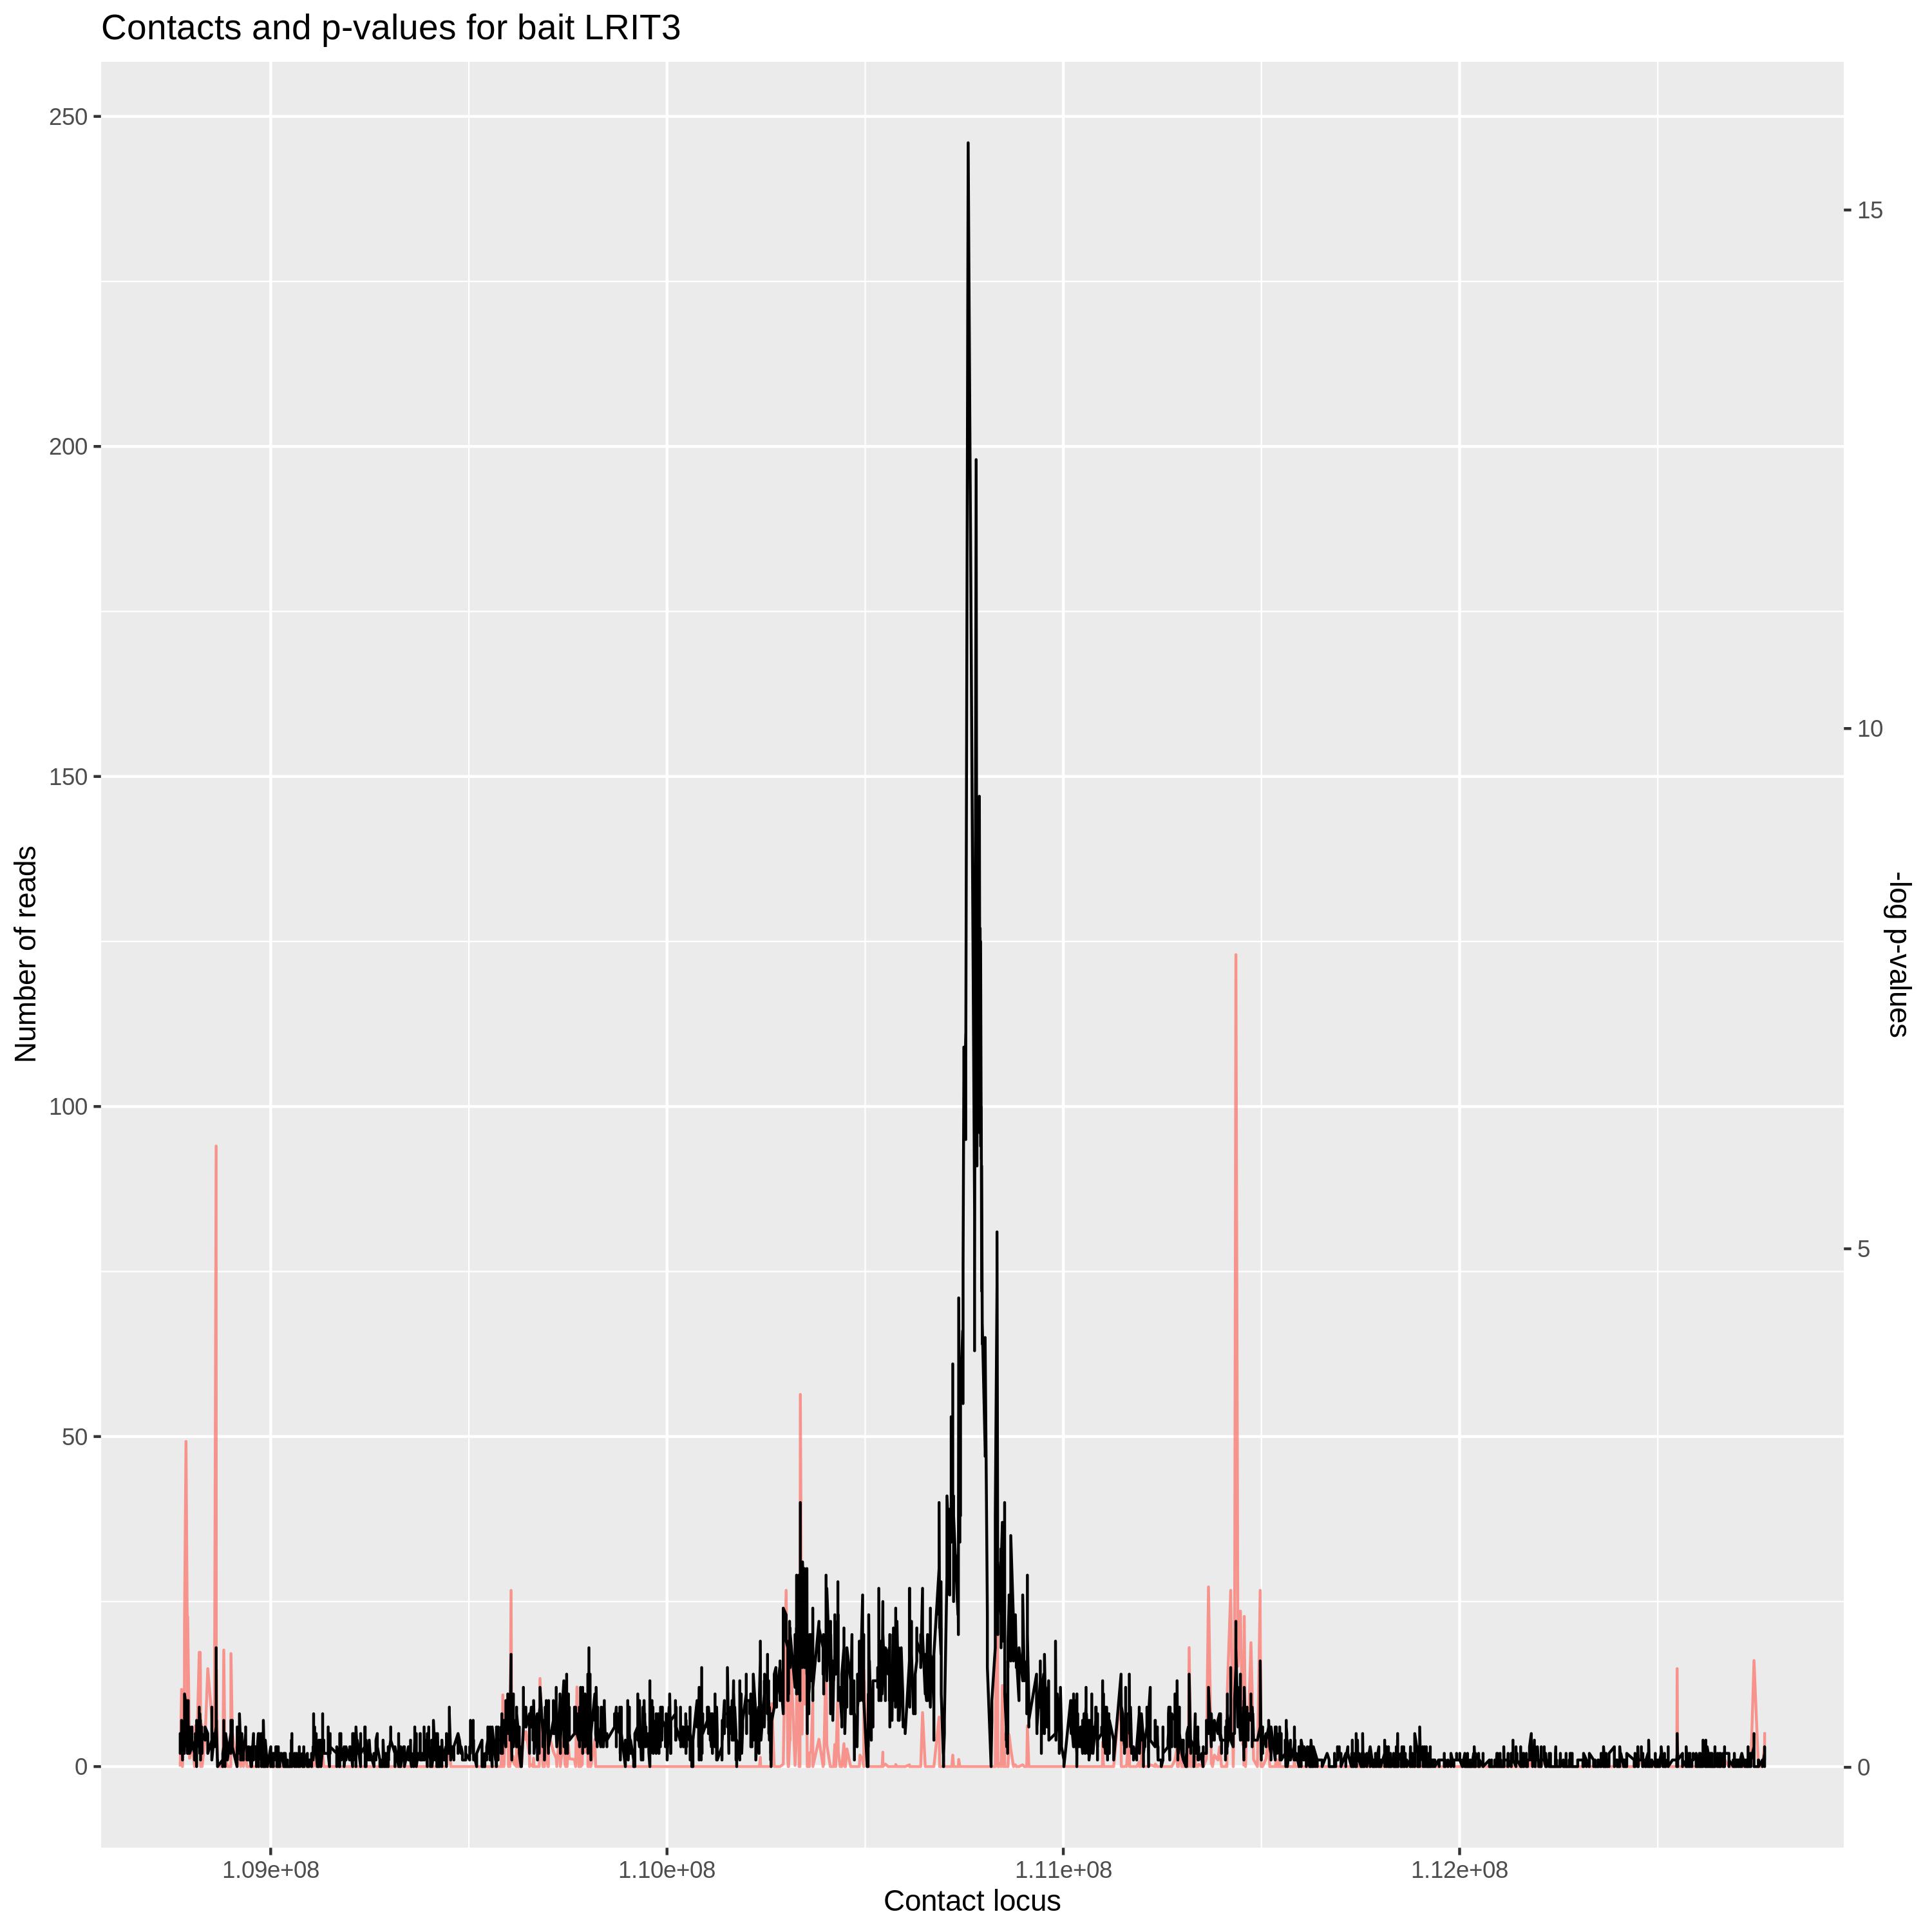 Contacts and p-values for bait LRIT3
250
200
150
100
50
0
Number of reads
15
10
5
0
-log p-values
1.09e+08
1.10e+08
1.11e+08
1.12e+08
Contact locus